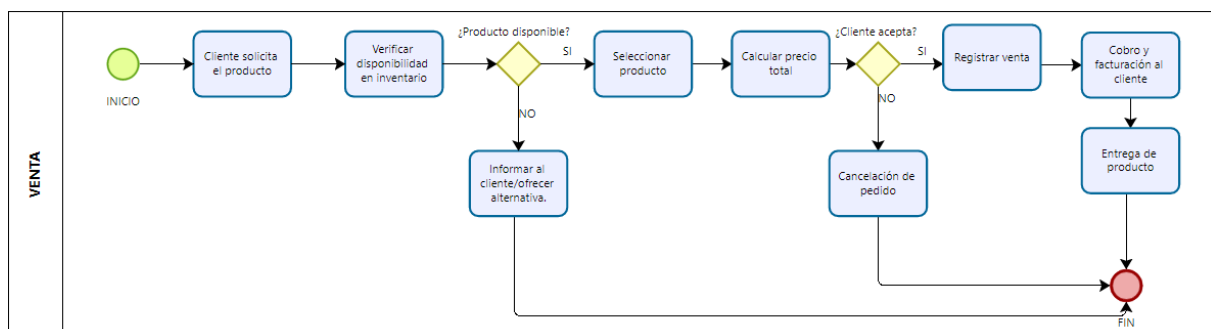 VENTA
INICIO
Cliente solicita
el producto
Verificar
disponibilidad
en inventario
¿Producto disponible?
SI
NO
Informar al
cliente/ofrecer
alternativa.
Seleccionar
producto
Calcular precio
total
¿Cliente acepta?
SI
NO
Cancelación de
pedido
Registrar venta
Cobro y
facturación al
cliente
Entrega de
producto
FIN